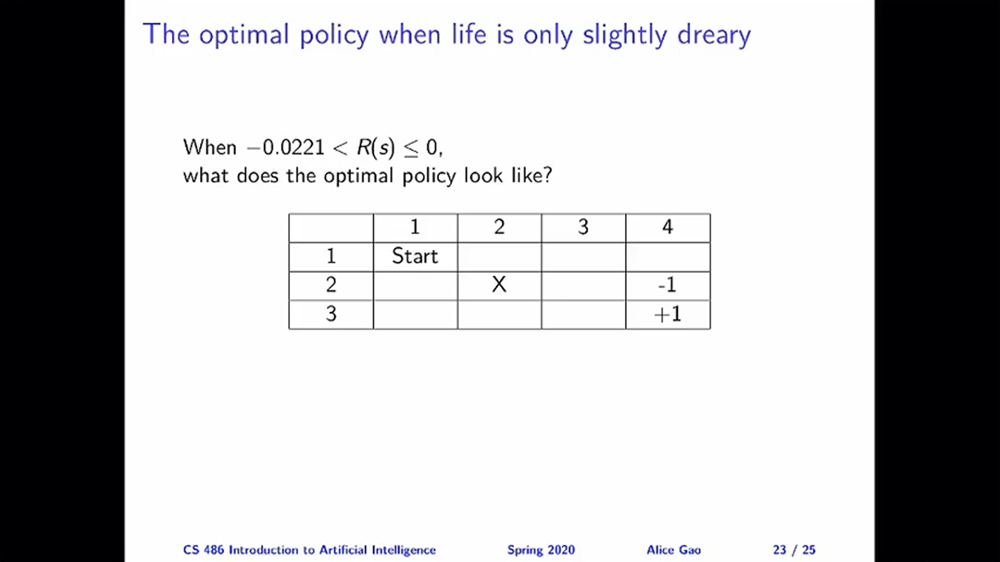 The optimal policy when life is only slightly dreary
When −0.0221 < R(s) ≤ 0,
what does the optimal policy look like?
1 2 3 4
1 Start
2 X -1
3 +1
CS 486 Introduction to Artificial Intelligence Spring 2020 Alice Gao 23 / 25